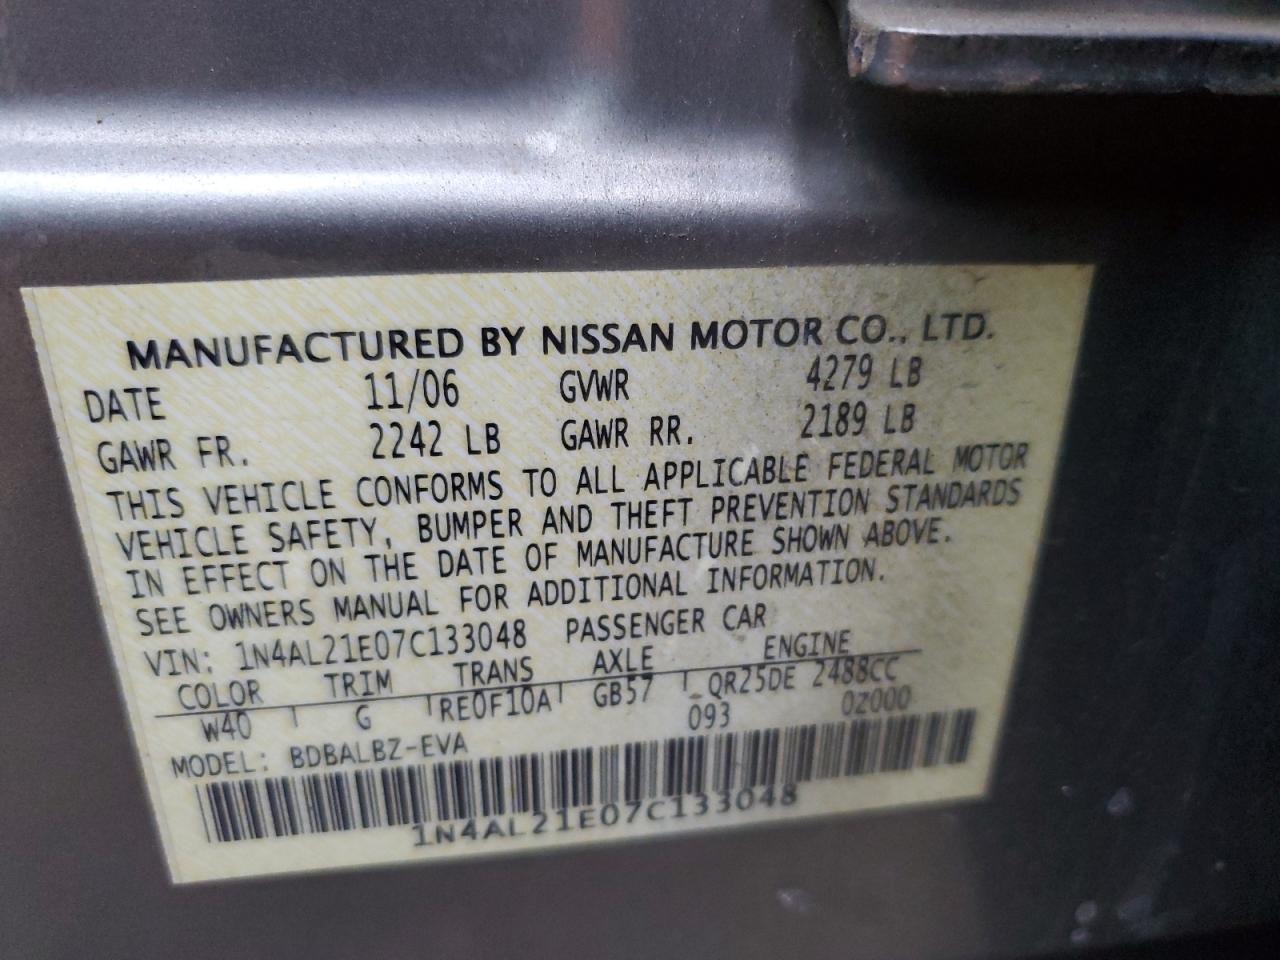 MANUFACTURED BY NISSAN MOTOR CO., LTD.
DATE 11/06 GVWR 4279 LB
GAWR FR. 2242 LB GAWR RR. 2189 LB
THIS VEHICLE CONFORMS TO ALL APPLICABLE FEDERAL MOTOR
VEHICLE SAFETY, BUMPER AND THEFT PREVENTION STANDARDS
IN EFFECT ON THE DATE OF MANUFACTURE SHOWN ABOVE.
SEE OWNERS MANUAL FOR ADDITIONAL INFORMATION.
VIN: 1N4AL21E07C133048 PASSENGER CAR
COLOR TRIM TRANS AXLE ENGINE
W40 G RE0F10A GB57 QR25DE 2488CC
MODEL: BDBALBZ-EVA 093 0Z000
1N4AL21E07C133048